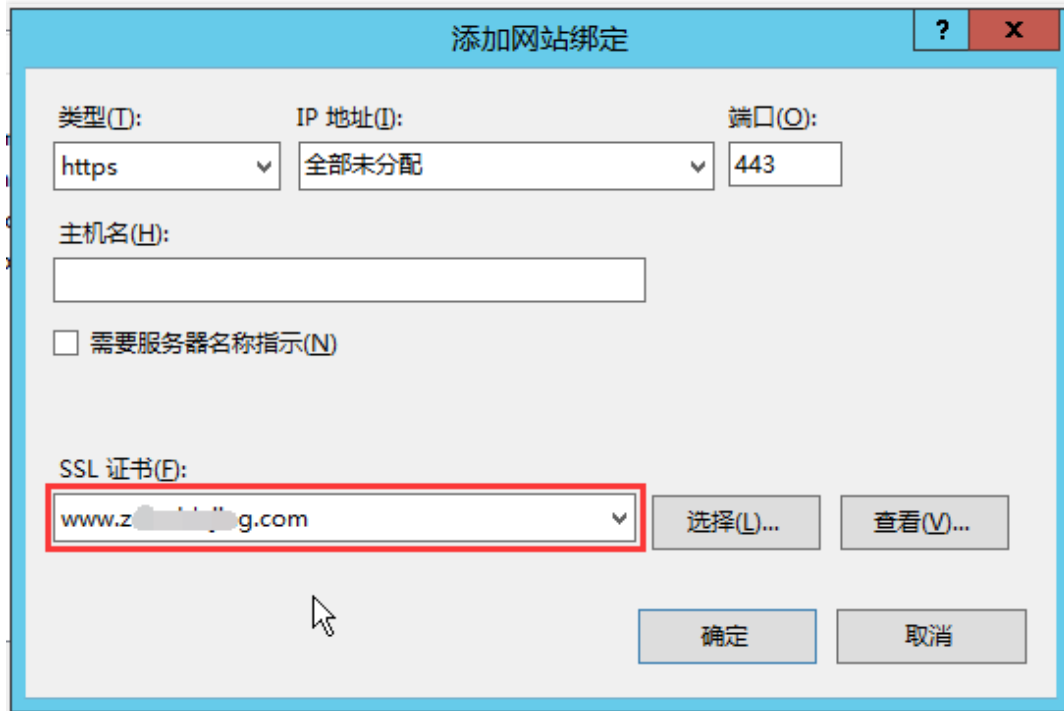 添加网站绑定
?
x
类型(T):
IP 地址(I):
端口(O):
https
全部未分配
443
主机名(H):
需要服务器名称指示(N)
SSL 证书(F):
www.z
g.com
选择(L)...
查看(V)...
确定
取消